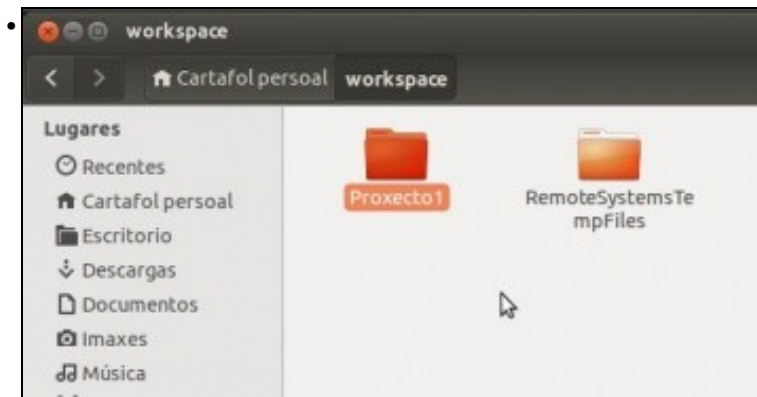 workspace
Cartafol persoal workspace
Lugares
Recentes
Cartafol persoal
Escritorio
Descargas
Documentos
Imaxes
Música
Proxecto1
RemoteSystemsTe
mpFiles